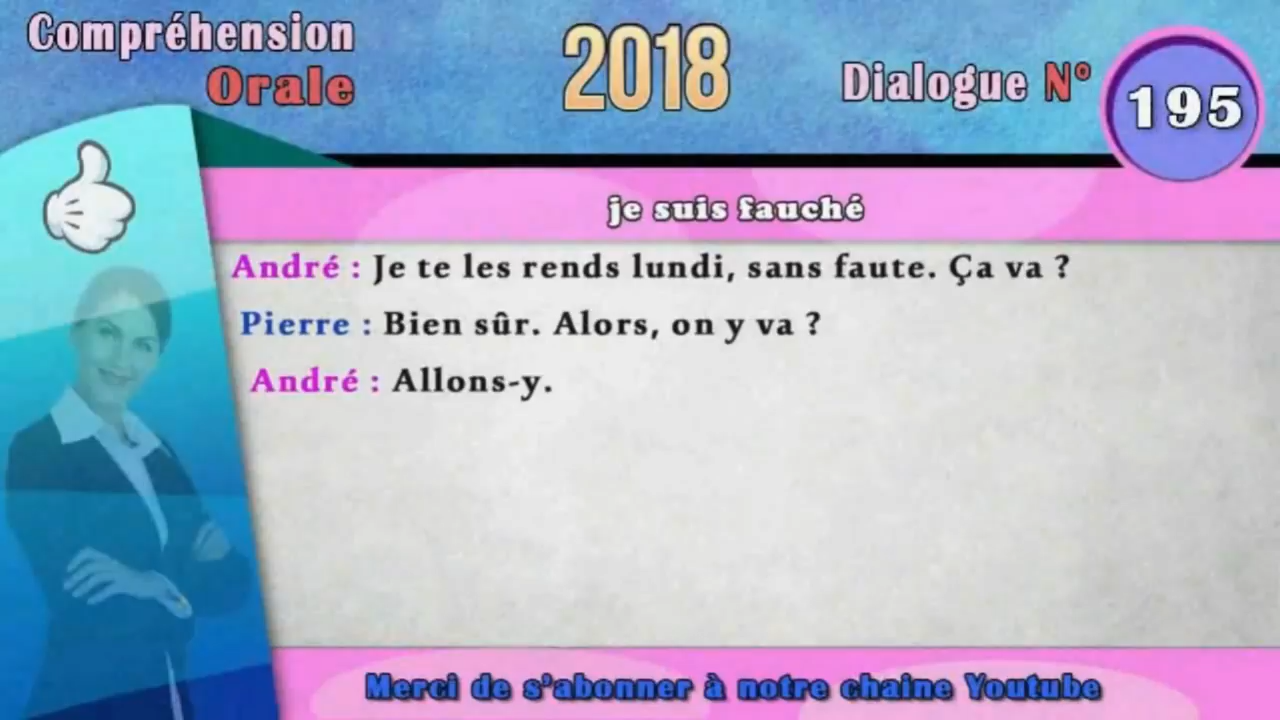 Compréhension
Orale
2018
Dialogue N°
195
je suis fauché
André : Je te les rends lundi, sans faute. Ça va ?
Pierre : Bien sûr. Alors, on y va ?
André : Allons-y.
Merci de s'abonner à notre chaine Youtube